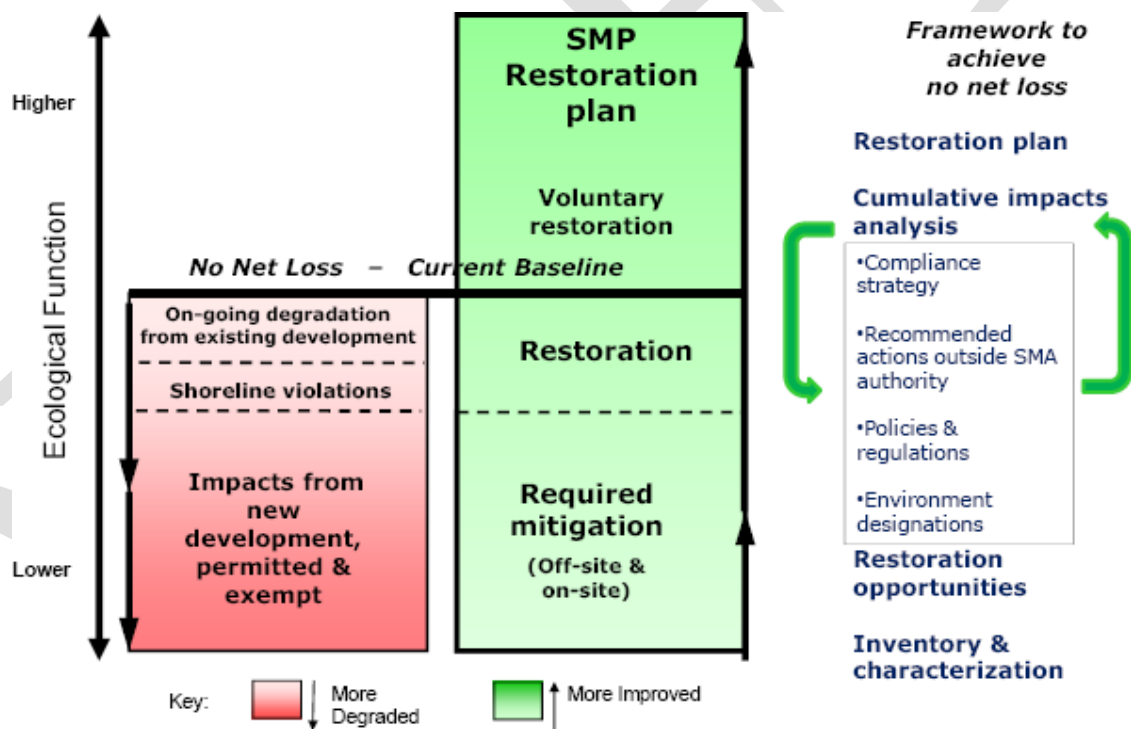 Higher
Ecological Function
Lower
SMP
Restoration
plan
Voluntary
restoration
No Net Loss – Current Baseline
On-going degradation
from existing development
Shoreline violations
Impacts from
new
development,
permitted &
exempt
Restoration
Required
mitigation
(Off-site &
on-site)
Key:
More
Degraded
More Improved
Framework to
achieve
no net loss
Restoration plan
Cumulative impacts
analysis
•Compliance
strategy
•Recommended
actions outside SMA
authority
•Policies &
regulations
•Environment
designations
Restoration
opportunities
Inventory &
characterization